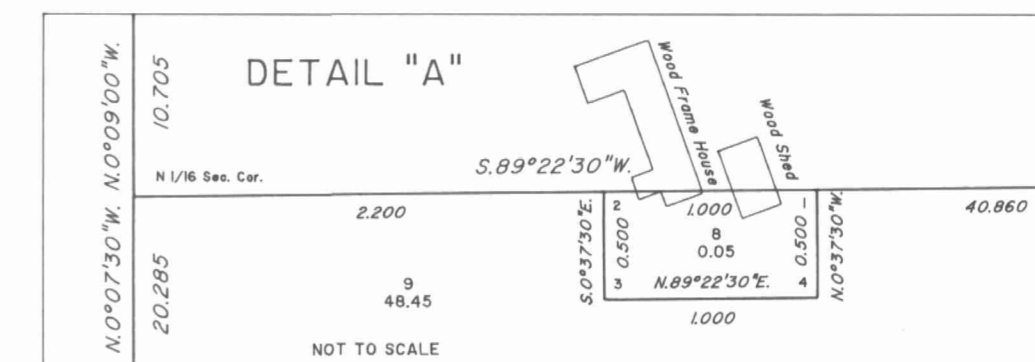 DETAIL "A"
N.0°09'00"W.
10.705
Wood Frame House
Wood Shed
N 1/16 Sec. Cor.
S.89°22'30"W.
N.0°07'30"W.
20.285
2.200
S.0°37'30"E.
2
1.000
1
40.860
0.500
8
0.05
0.500
N.0°37'30"W.
3
N.89°22'30"E.
4
9
48.45
1.000
NOT TO SCALE